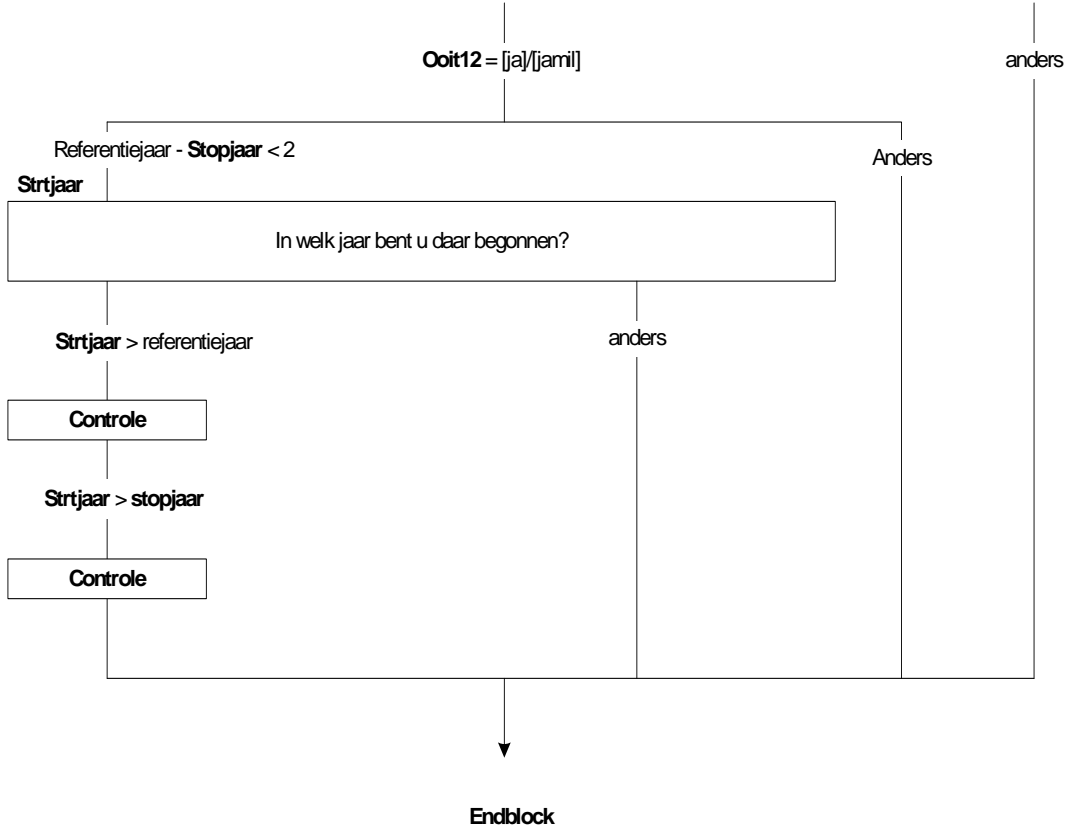 Ooit12 = [ja]/[jamil]
anders
Referentiejaar - Stopjaar < 2
Anders
Strtjaar
In welk jaar bent u daar begonnen?
Strtjaar > referentiejaar
anders
Controle
Strtjaar > stopjaar
Controle
Endblock